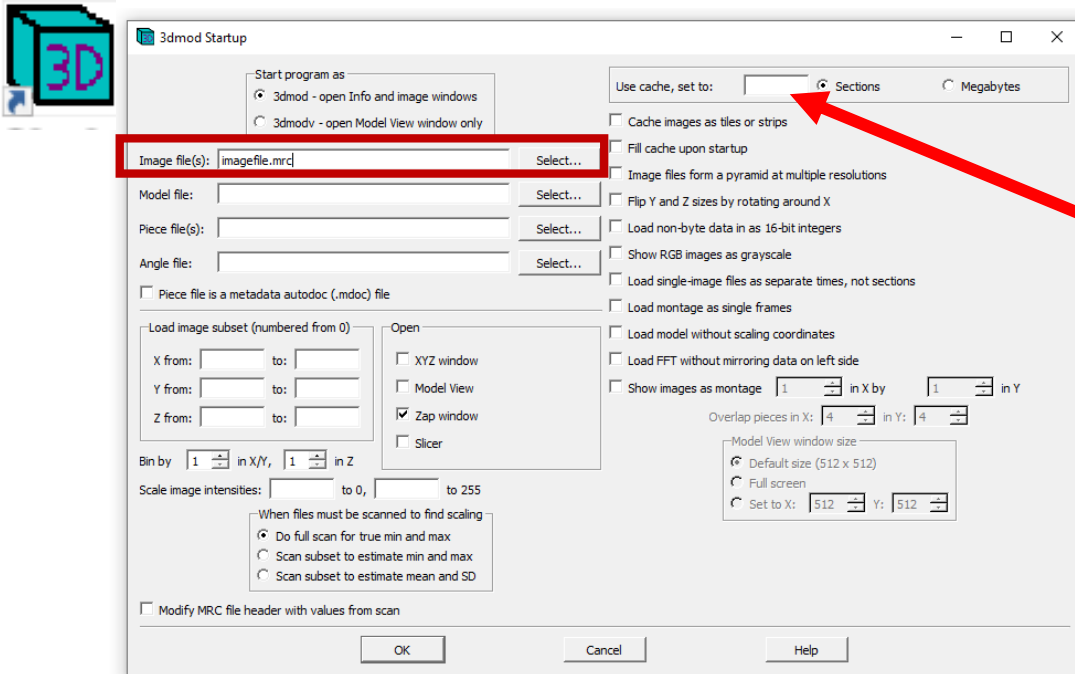 3D
3dmod Startup
Start program as
3dmod - open Info and image windows
3dmodv - open Model View window only
Image file(s): imagefile.mrc Select...
Model file: Select...
Piece file(s): Select...
Angle file: Select...
Piece file is a metadata autodoc (.mdoc) file
Load image subset (numbered from 0)
X from: to:
Y from: to:
Z from: to:
Open
XYZ window
Model View
Zap window
Slicer
Bin by 1 in X/Y, 1 in Z
Scale image intensities: to 0, to 255
When files must be scanned to find scaling
Do full scan for true min and max
Scan subset to estimate min and max
Scan subset to estimate mean and SD
Modify MRC file header with values from scan
Use cache, set to: Sections Megabytes
Cache images as tiles or strips
Fill cache upon startup
Image files form a pyramid at multiple resolutions
Flip Y and Z sizes by rotating around X
Load non-byte data in as 16-bit integers
Show RGB images as grayscale
Load single-image files as separate times, not sections
Load montage as single frames
Load model without scaling coordinates
Load FFT without mirroring data on left side
Show images as montage 1 in X by 1 in Y
Overlap pieces in X: 4 in Y: 4
Model View window size
Default size (512 x 512)
Full screen
Set to X: 512 Y: 512
OK Cancel Help